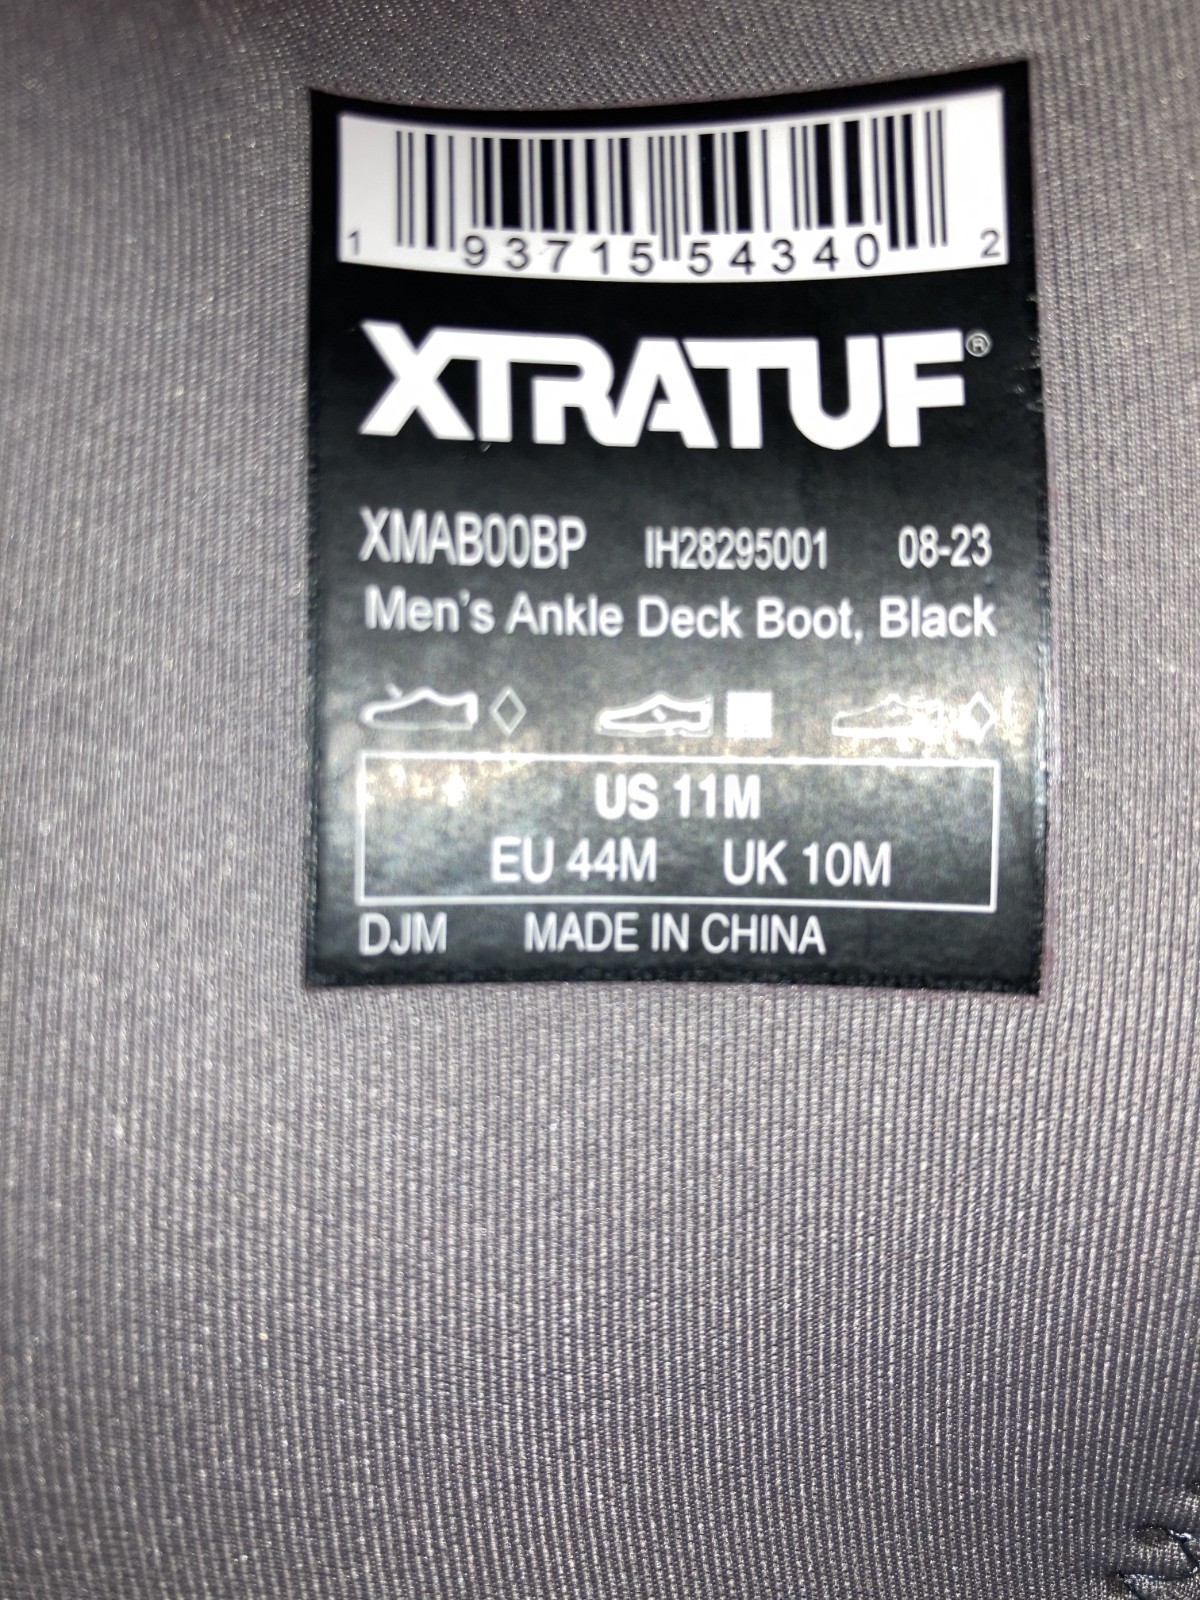 1 93715 54340 2
XTRATUF®
XMAB00BP IH28295001 08-23
Men's Ankle Deck Boot, Black
US 11M
EU 44M UK 10M
DJM MADE IN CHINA